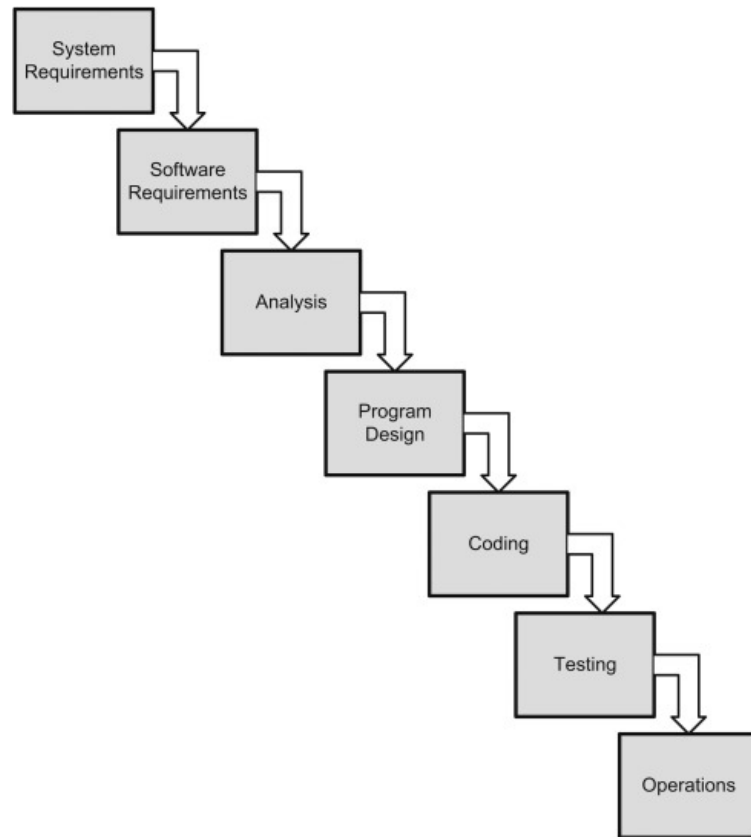 System
Requirements
Software
Requirements
Analysis
Program
Design
Coding
Testing
Operations